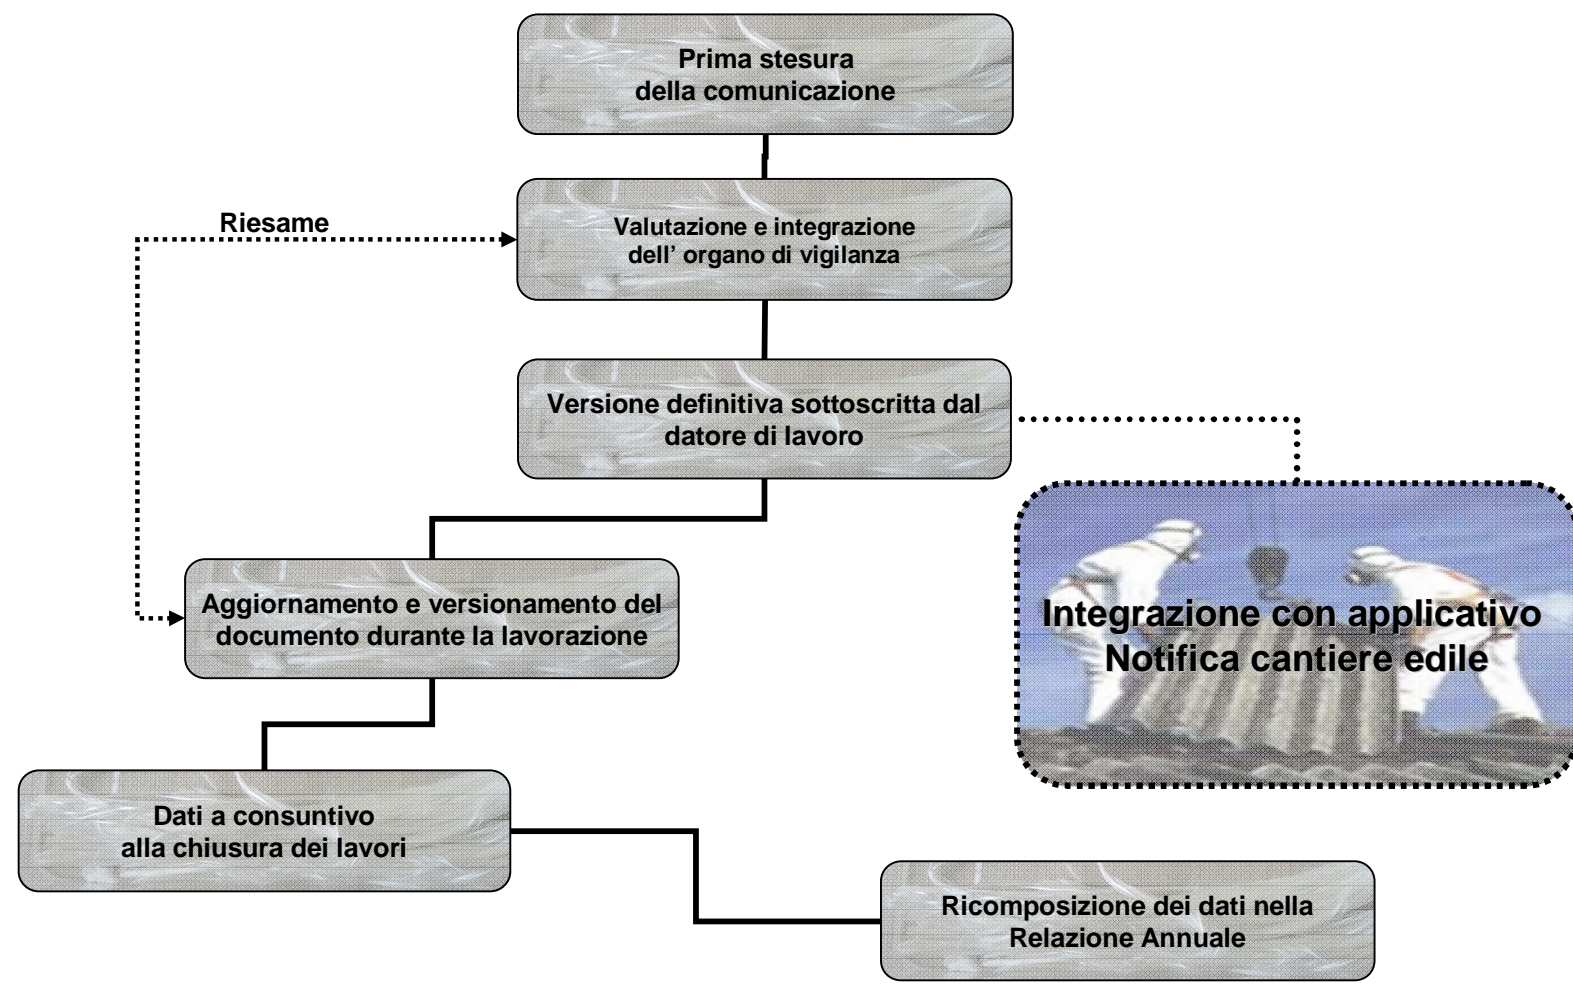 Prima stesura
della comunicazione
Riesame
Valutazione e integrazione
dell’ organo di vigilanza
Versione definitiva sottoscritta dal
datore di lavoro
Integrazione con applicativo
Notifica cantiere edile
Aggiornamento e versionamento del
documento durante la lavorazione
Dati a consuntivo
alla chiusura dei lavori
Ricomposizione dei dati nella
Relazione Annuale